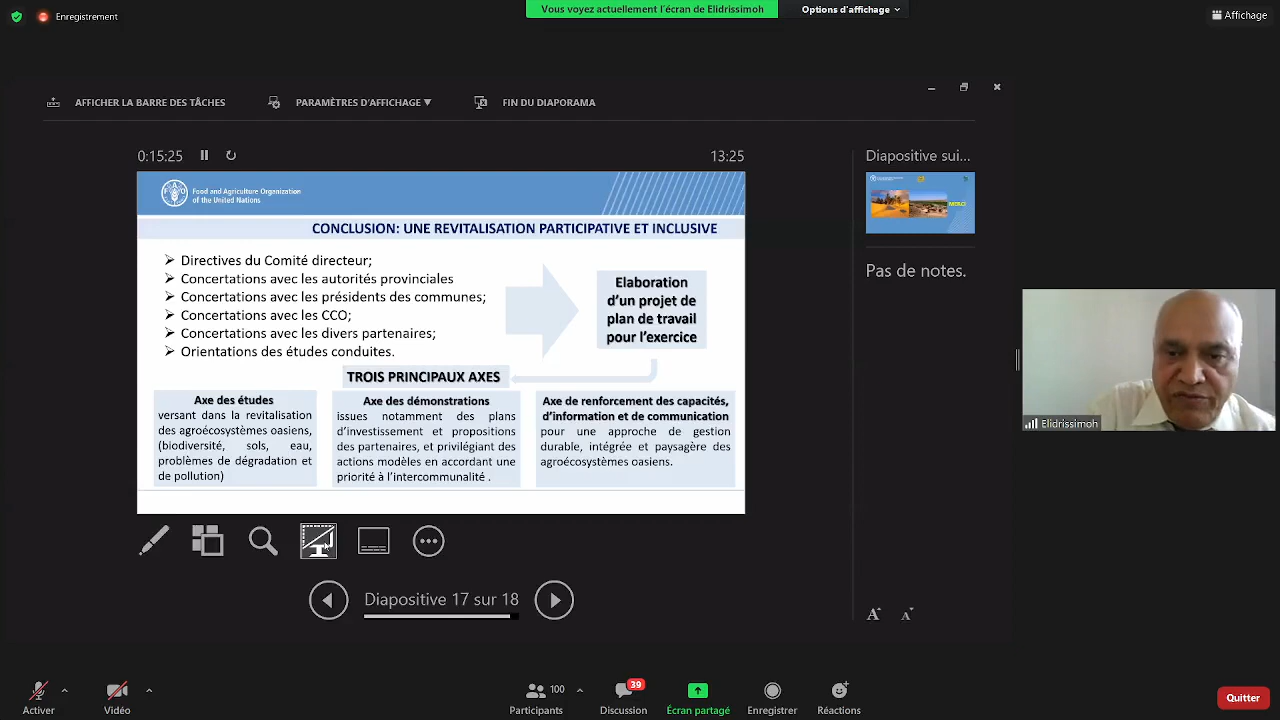 Enregistrement
Vous voyez actuellement l'écran de Elidrissimoh
Options d'affichage
Affichage
AFFICHER LA BARRE DES TÂCHES
PARAMÈTRES D'AFFICHAGE ▼
FIN DU DIAPORAMA
0:15:25
13:25
Diapositive sui...
Food and Agriculture Organization
of the United Nations
MERCI
CONCLUSION: UNE REVITALISATION PARTICIPATIVE ET INCLUSIVE
Directives du Comité directeur;
Concertations avec les autorités provinciales
Concertations avec les présidents des communes;
Concertations avec les CCO;
Concertations avec les divers partenaires;
Orientations des études conduites.
Elaboration
d'un projet de
plan de travail
pour l'exercice
Pas de notes.
TROIS PRINCIPAUX AXES
Axe des études
versant dans la revitalisation
des agroécosystèmes oasiens,
(biodiversité, sols, eau,
problèmes de dégradation et
de pollution)
Axe des démonstrations
issues notamment des plans
d'investissement et propositions
des partenaires, et privilégiant des
actions modèles en accordant une
priorité à l'intercommunalité .
Axe de renforcement des capacités,
d'information et de communication
pour une approche de gestion
durable, intégrée et paysagère des
agroécosystèmes oasiens.
Elidrissimoh
Diapositive 17 sur 18
A A
Activer
Vidéo
100
Participants
39
Discussion
Écran partagé
Enregistrer
Réactions
Quitter